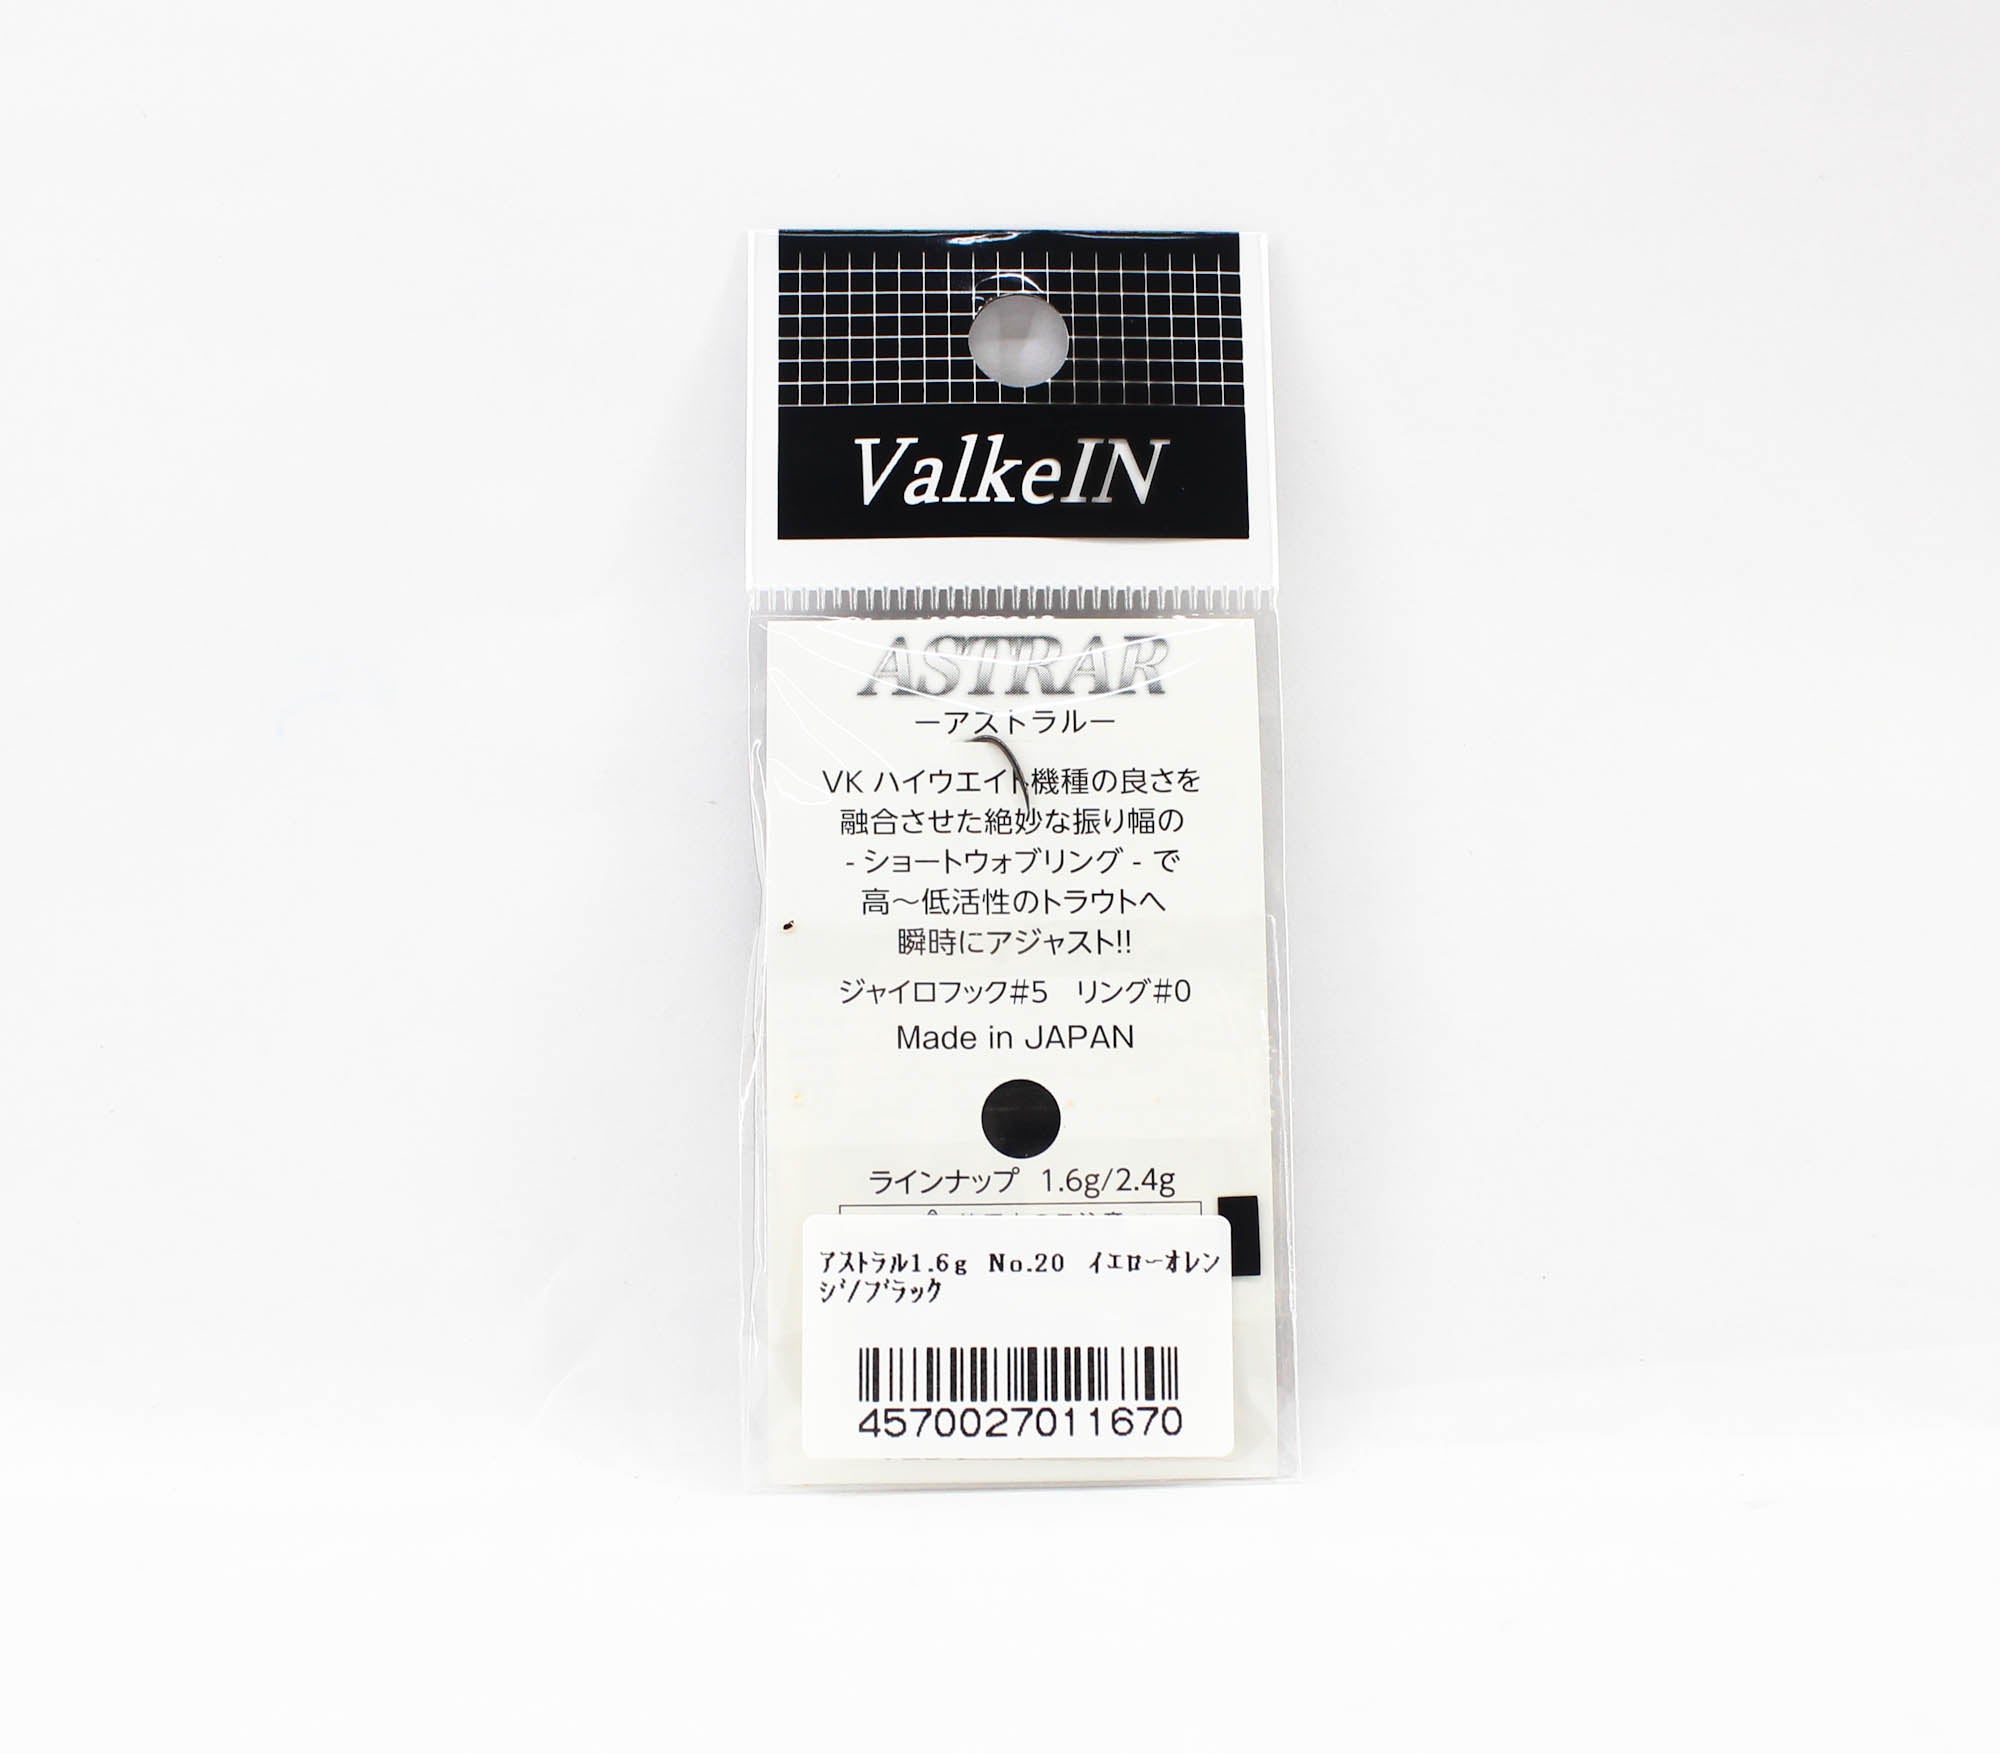 ValkeIN
ASTRAR
ーアストラルー
VK ハイウエイト機種の良さを
融合させた絶妙な振り幅の
- ショートウォブリング - で
高～低活性のトラウトへ
瞬時にアジャスト!!
ジャイロフック#5　リング#0
Made in JAPAN
ラインナップ 1.6g/2.4g
アストラル1.6g No.20 イエローオレン
ジ/ブラック
4570027011670